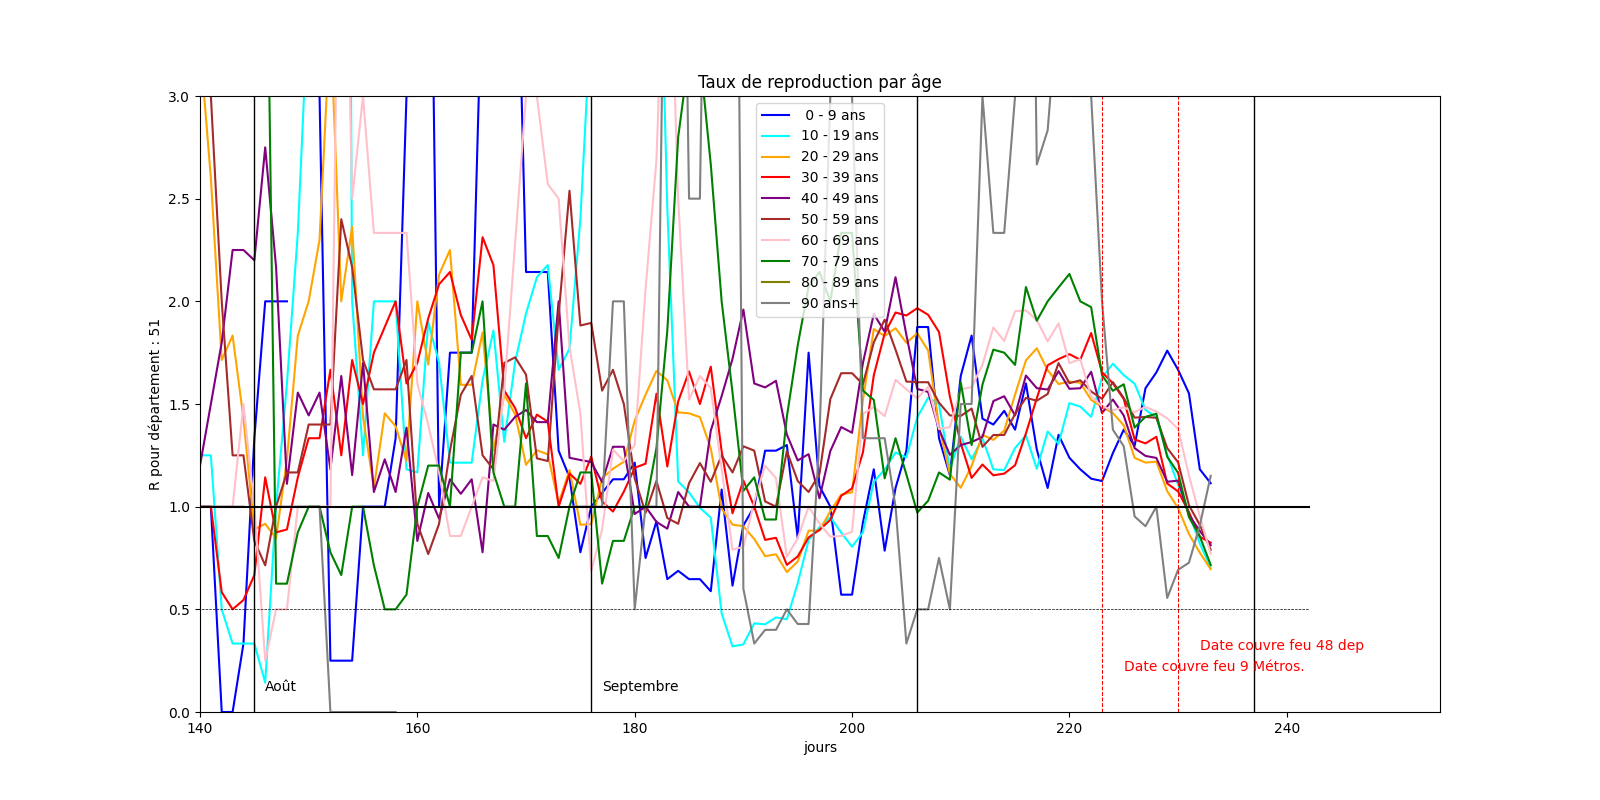 Taux de reproduction par âge
3.0
2.5
2.0
1.5
1.0
0.5
0.0
R pour département : 51
0 - 9 ans
10 - 19 ans
20 - 29 ans
30 - 39 ans
40 - 49 ans
50 - 59 ans
60 - 69 ans
70 - 79 ans
80 - 89 ans
90 ans+
Date couvre feu 48 dep
Date couvre feu 9 Métros.
Août
Septembre
140
160
180
200
220
240
jours